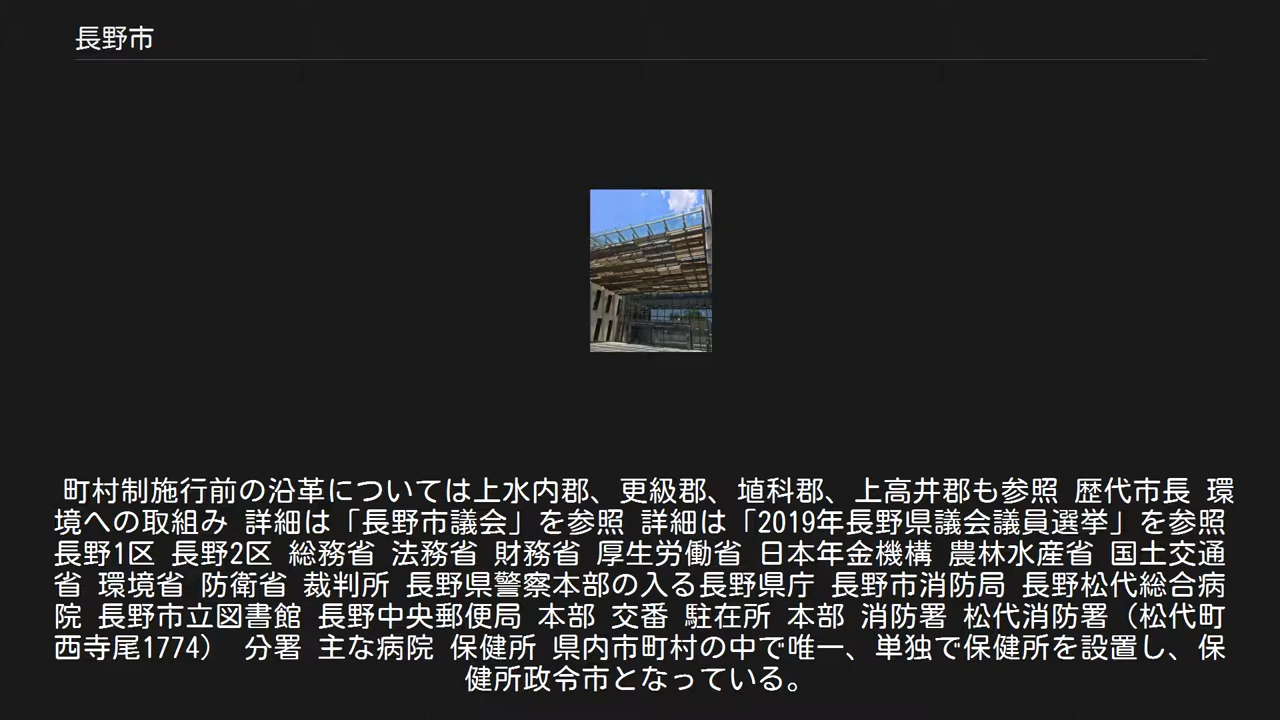 長野市
町村制施行前の沿革については上水内郡、更級郡、埴科郡、上高井郡も参照 歴代市長 環
境への取組み 詳細は「長野市議会」を参照 詳細は「2019年長野県議会議員選挙」を参照
長野1区 長野2区 総務省 法務省 財務省 厚生労働省 日本年金機構 農林水産省 国土交通
省 環境省 防衛省 裁判所 長野県警察本部の入る長野県庁 長野市消防局 長野松代総合病
院 長野市立図書館 長野中央郵便局 本部 交番 駐在所 本部 消防署 松代消防署（松代町
西寺尾1774） 分署 主な病院 保健所 県内市町村の中で唯一、単独で保健所を設置し、保
健所政令市となっている。